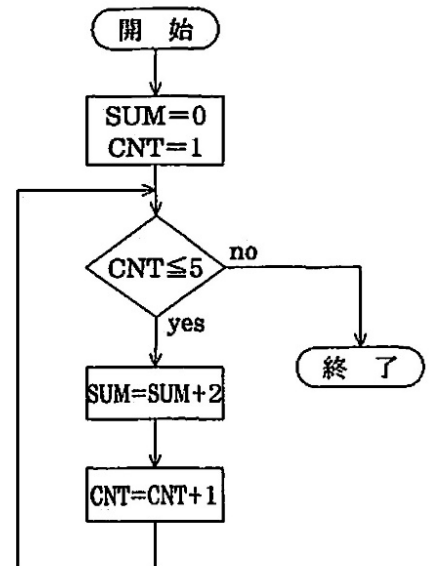 開 始
SUM=0
CNT=1
CNT≦5
no
yes
終 了
SUM=SUM+2
CNT=CNT+1